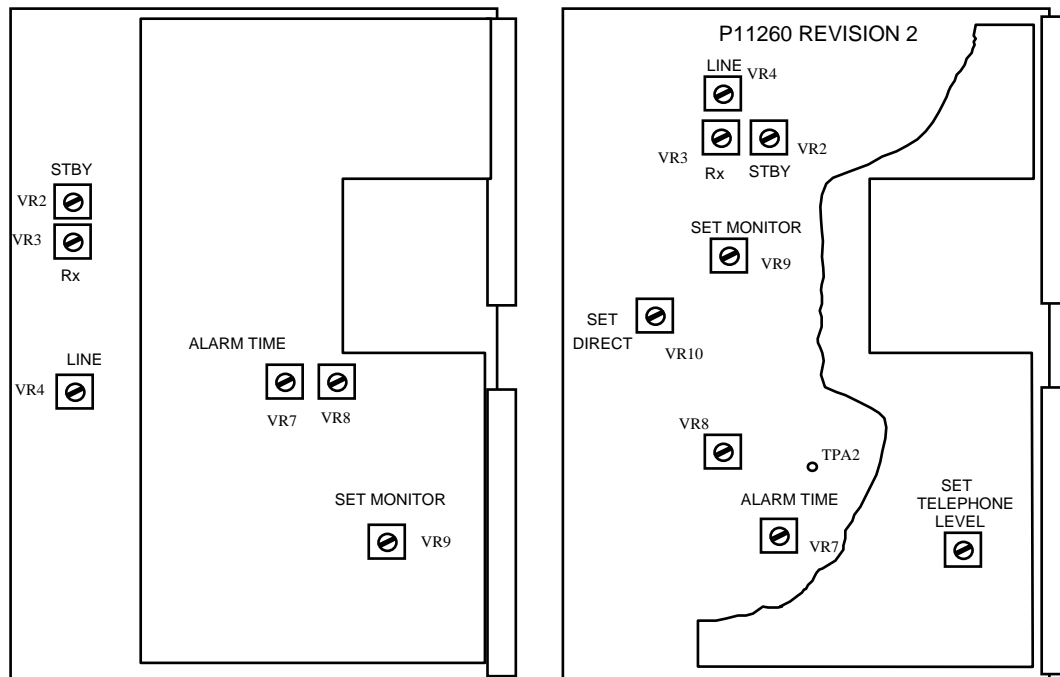 STBY
VR2
VR3
Rx
LINE
VR4
ALARM TIME
VR7
VR8
SET MONITOR
VR9
P11260 REVISION 2
LINE
VR4
VR3
VR2
Rx
STBY
SET MONITOR
VR9
SET
DIRECT
VR10
VR8
TPA2
ALARM TIME
VR7
SET
TELEPHONE
LEVEL